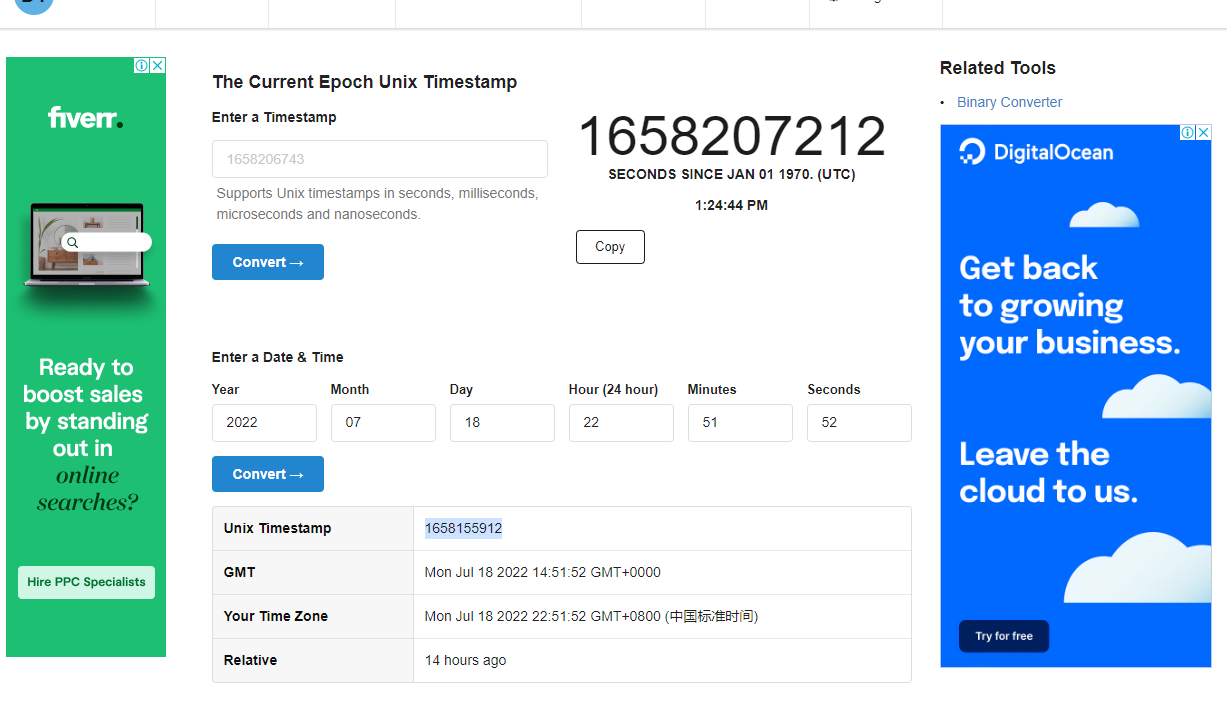 fiverr.
Ready to
boost sales
by standing
out in
online
searches?
Hire PPC Specialists
The Current Epoch Unix Timestamp
Enter a Timestamp
1658206743
Supports Unix timestamps in seconds, milliseconds,
microseconds and nanoseconds.
Convert →
1658207212
SECONDS SINCE JAN 01 1970. (UTC)
1:24:44 PM
Copy
Enter a Date & Time
Year Month Day Hour (24 hour) Minutes Seconds
2022 07 18 22 51 52
Convert →
Unix Timestamp 1658155912
GMT Mon Jul 18 2022 14:51:52 GMT+0000
Your Time Zone Mon Jul 18 2022 22:51:52 GMT+0800 (中国标准时间)
Relative 14 hours ago
Related Tools
• Binary Converter
DigitalOcean
Get back
to growing
your business.
Leave the
cloud to us.
Try for free